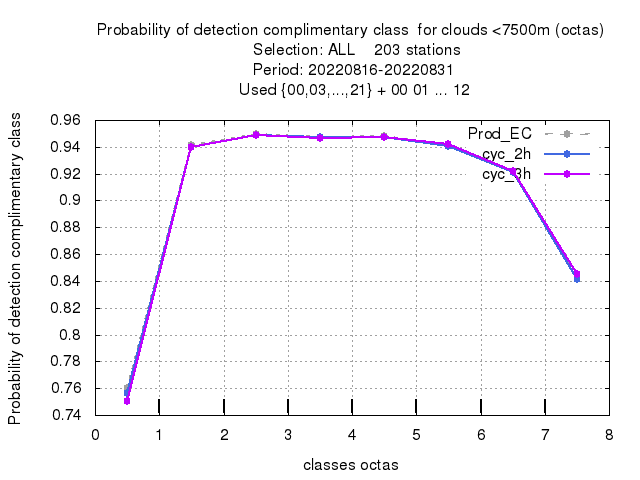 Probability of detection complimentary class  for clouds <7500m (octas)
Selection: ALL    203 stations
Period: 20220816-20220831
Used {00,03,...,21} + 00 01 ... 12
Probability of detection complimentary class
0.96
0.94
0.92
0.9
0.88
0.86
0.84
0.82
0.8
0.78
0.76
0.74
Prod_EC
cyc_2h
cyc_3h
0 1 2 3 4 5 6 7 8
classes octas